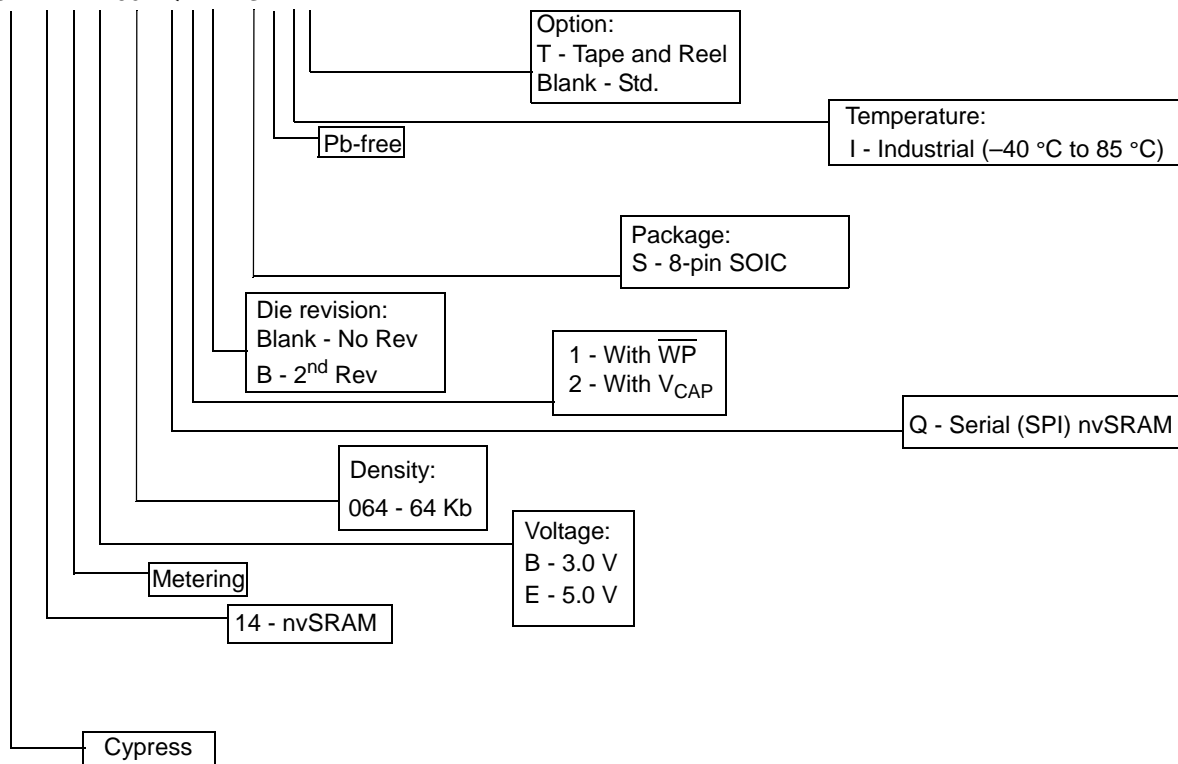 Option:
T - Tape and Reel
Blank - Std.
Temperature:
I - Industrial (–40 °C to 85 °C)
Pb-free
Package:
S - 8-pin SOIC
Die revision:
Blank - No Rev
B - 2nd Rev
1 - With W̅P̅
2 - With VCAP
Q - Serial (SPI) nvSRAM
Density:
064 - 64 Kb
Voltage:
B - 3.0 V
E - 5.0 V
Metering
14 - nvSRAM
Cypress